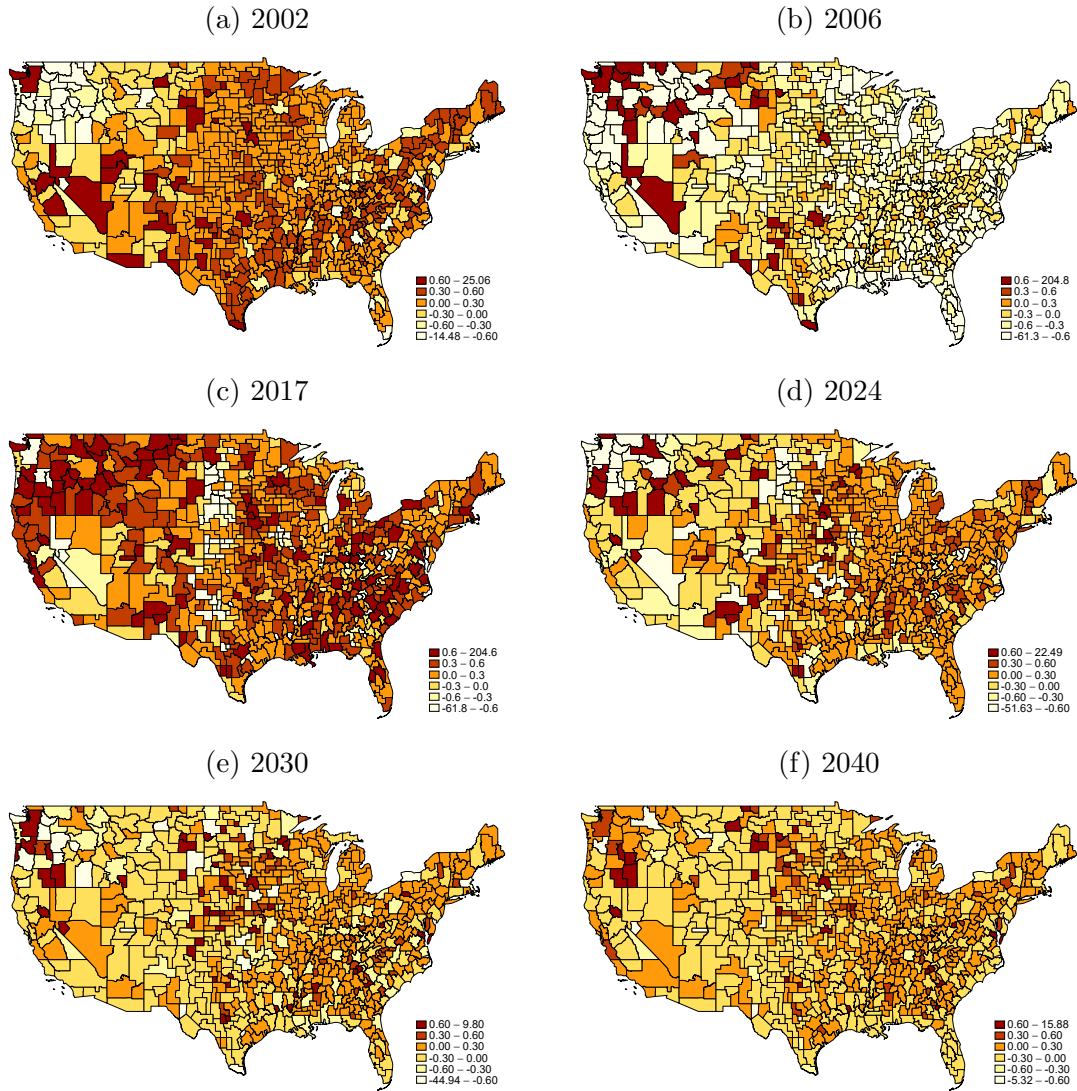 (a) 2002
(b) 2006
0.60 – 25.06
0.30 – 0.60
0.00 – 0.30
-0.30 – 0.00
-0.60 – -0.30
-14.48 – -0.60
0.6 – 204.8
0.3 – 0.6
0.0 – 0.3
-0.3 – 0.0
-0.6 – -0.3
-61.3 – -0.6
(c) 2017
(d) 2024
0.6 – 204.6
0.3 – 0.6
0.0 – 0.3
-0.3 – 0.0
-0.6 – -0.3
-61.8 – -0.6
0.60 – 22.49
0.30 – 0.60
0.00 – 0.30
-0.30 – 0.00
-0.60 – -0.30
-51.63 – -0.60
(e) 2030
(f) 2040
0.60 – 9.80
0.30 – 0.60
0.00 – 0.30
-0.30 – 0.00
-0.60 – -0.30
-44.94 – -0.60
0.60 – 15.88
0.30 – 0.60
0.00 – 0.30
-0.30 – 0.00
-0.60 – -0.30
-5.32 – -0.60